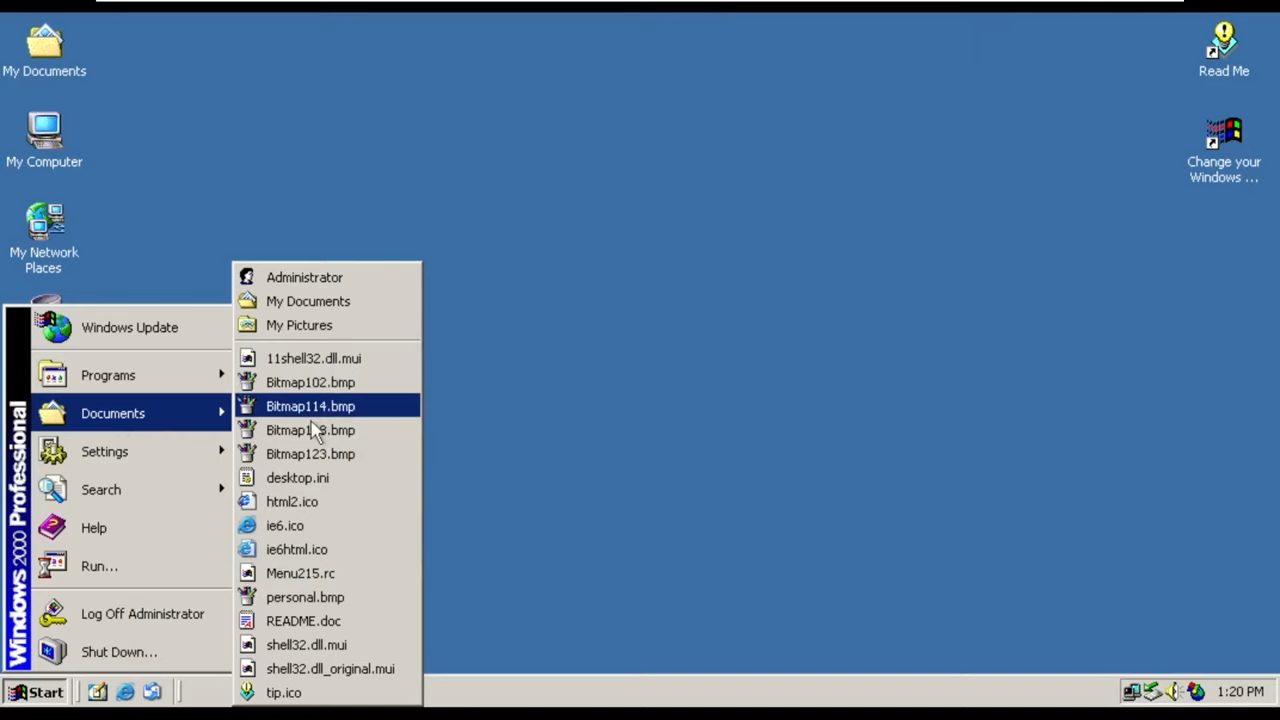 My Documents
My Computer
My Network
Places
Read Me
Change your
Windows ...
Windows Update
Programs
Documents
Settings
Search
Help
Run...
Log Off Administrator
Shut Down...
Windows 2000 Professional
Administrator
My Documents
My Pictures
11shell32.dll.mui
Bitmap102.bmp
Bitmap114.bmp
Bitmap123.bmp
desktop.ini
html2.ico
ie6.ico
ie6html.ico
Menu215.rc
personal.bmp
README.doc
shell32.dll.mui
shell32.dll_original.mui
tip.ico
Start
1:20 PM